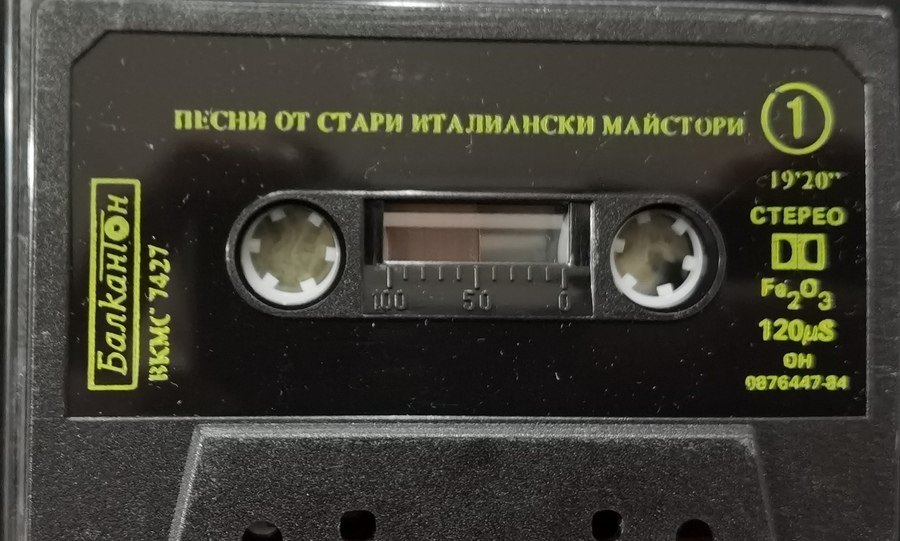 ПЕСНИ ОТ СТАРИ ИТАЛИАНСКИ МАЙСТОРИ
1
19'20"
СТЕРЕО
Fe2O3
120µS
ОН
0876447-84
Балкантон
ВКМС 7427
100 50 0